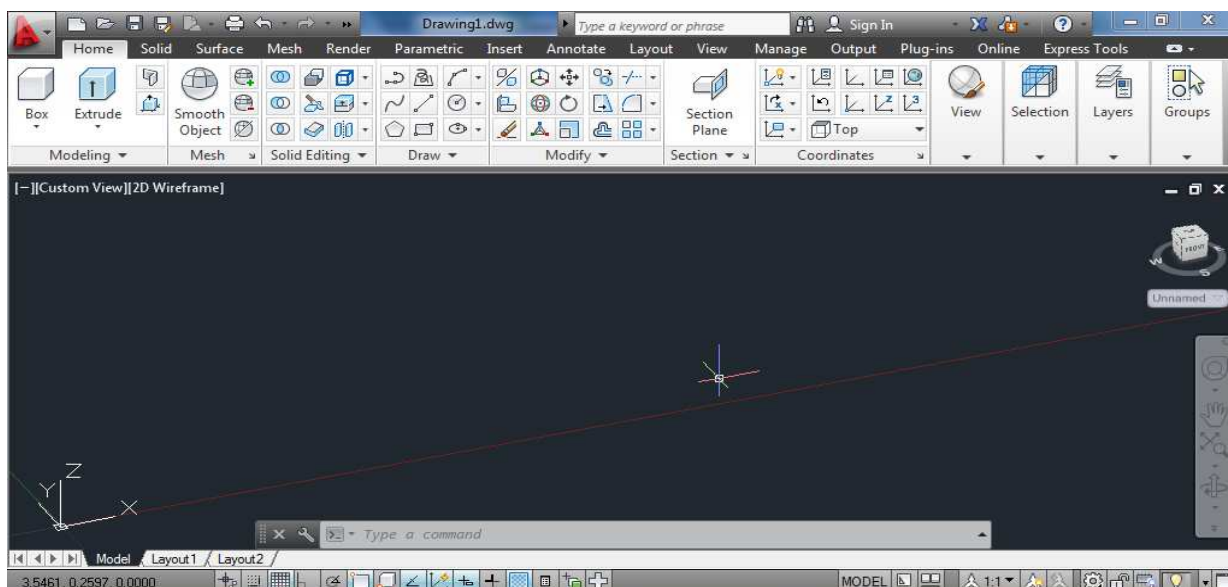 Drawing1.dwg Type a keyword or phrase Sign In
Home Solid Surface Mesh Render Parametric Insert Annotate Layout View Manage Output Plug-ins Online Express Tools
Box Extrude Smooth Object Section Plane Top View Selection Layers Groups
Modeling Mesh Solid Editing Draw Modify Section Coordinates
[−][Custom View][2D Wireframe]
FRONT
W S
Unnamed
Z
Y X
Type a command
Model Layout1 Layout2
3.5461, 0.2597, 0.0000 MODEL 1:1